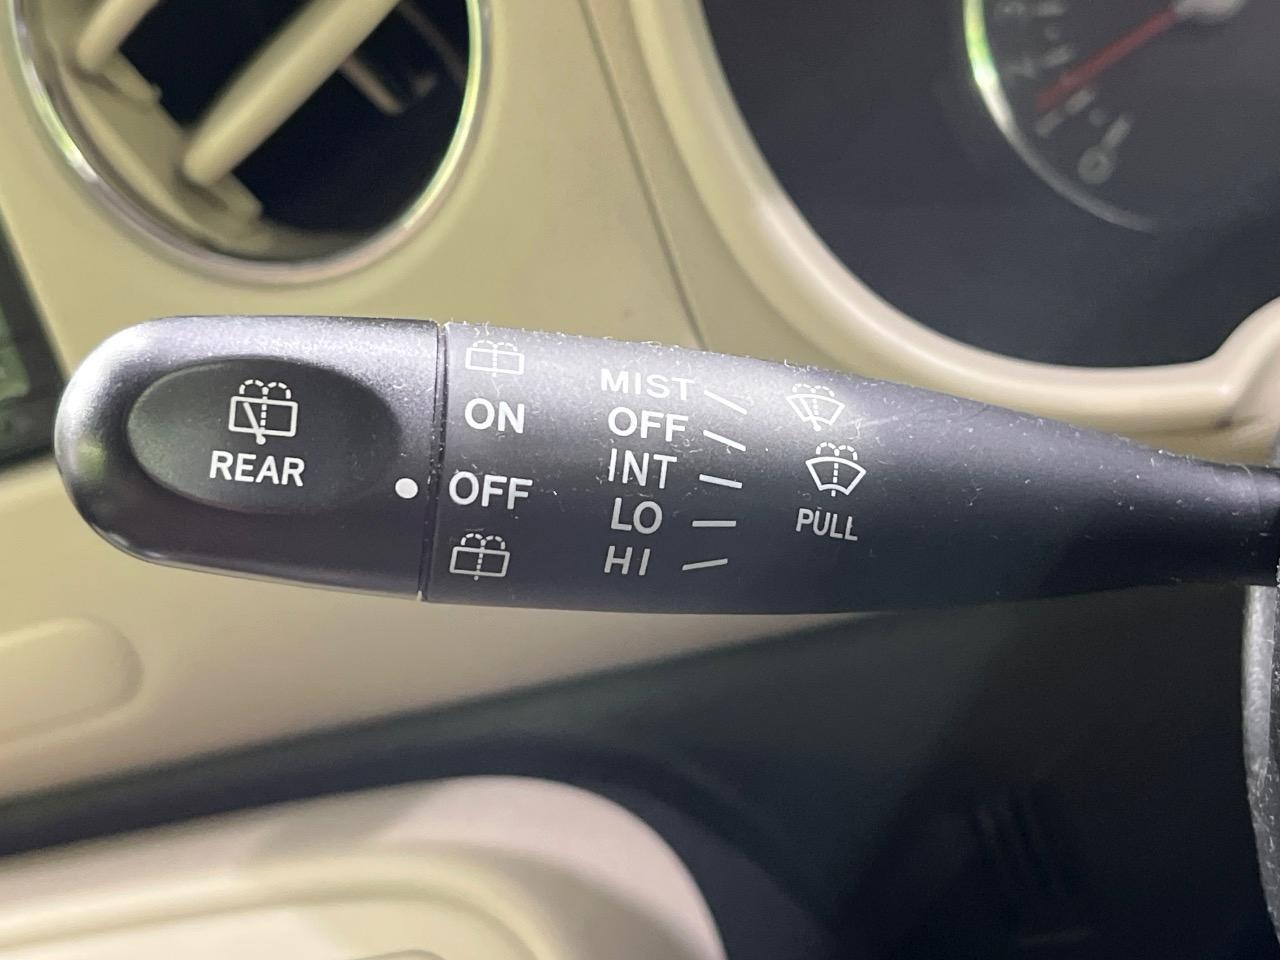 REAR
ON
OFF
MIST
OFF
INT
LO
HI
PULL